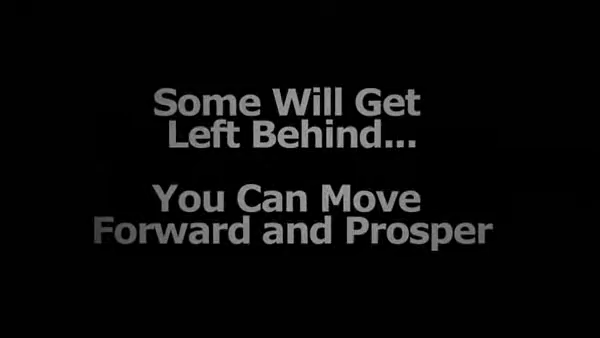 Some Will Get
Left Behind...
You Can Move
Forward and Prosper